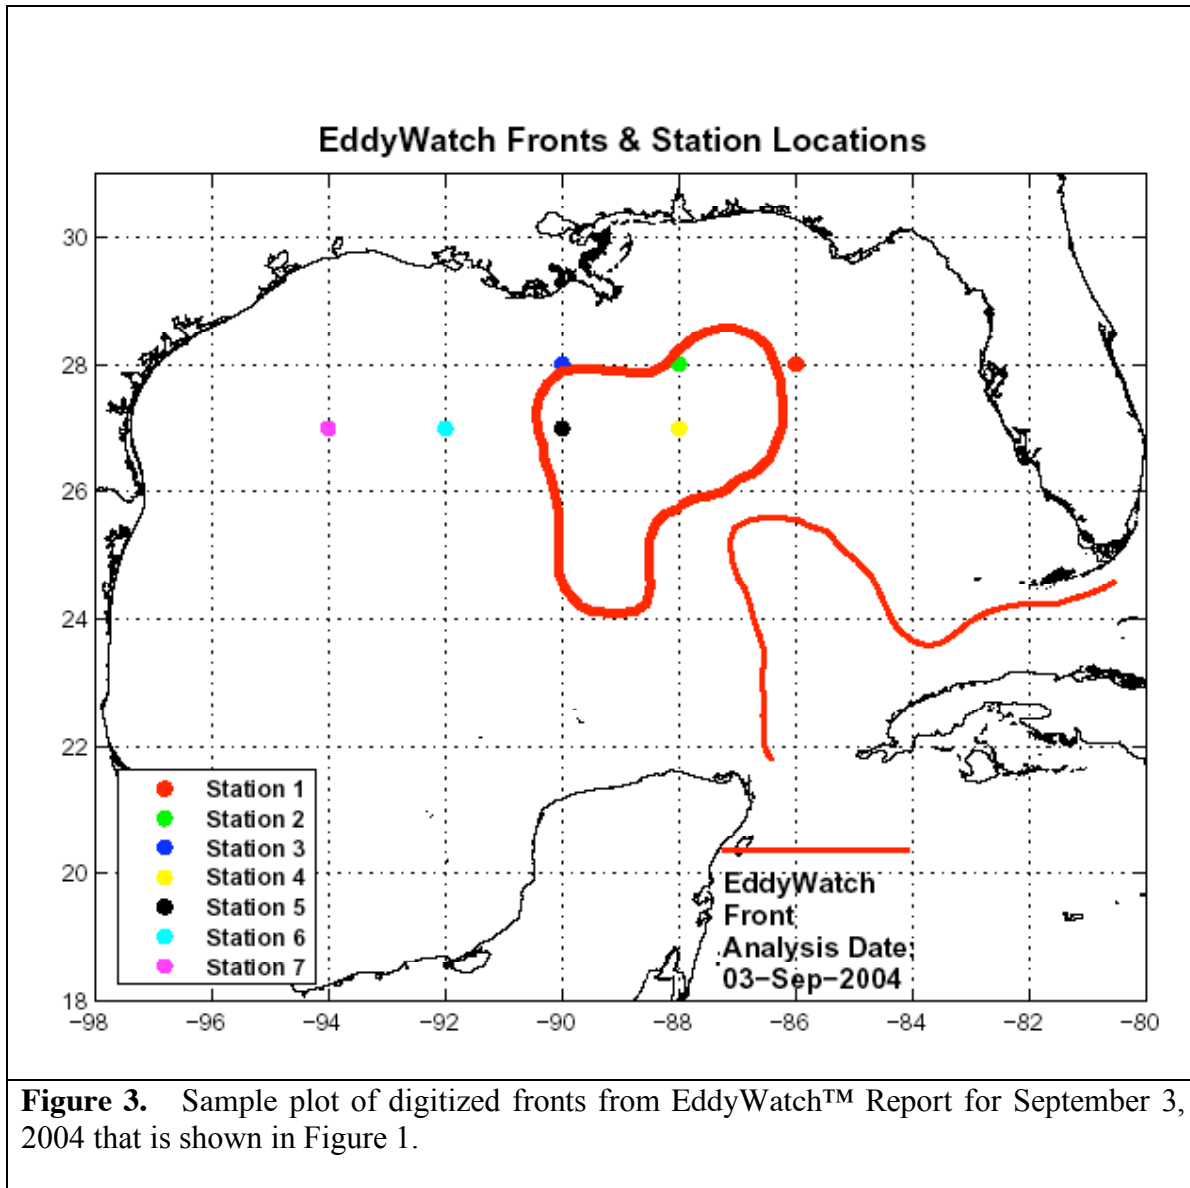 EddyWatch Fronts & Station Locations
30
28
26
24
22
20
18
−98 −96 −94 −92 −90 −88 −86 −84 −82 −80
Station 1
Station 2
Station 3
Station 4
Station 5
Station 6
Station 7
EddyWatch
Front
Analysis Date:
03−Sep−2004
Figure 3. Sample plot of digitized fronts from EddyWatch™ Report for September 3,
2004 that is shown in Figure 1.